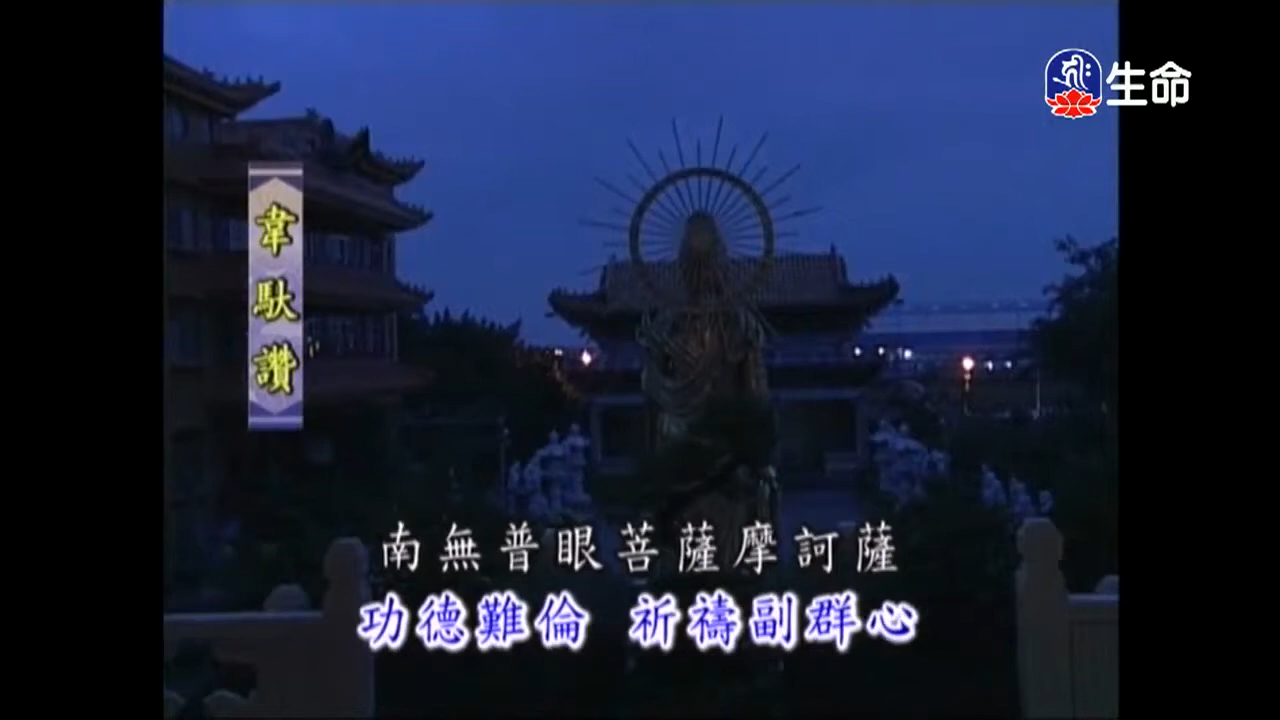 生命
韋馱讚
南無普眼菩薩摩訶薩
功德難倫 祈禱副群心